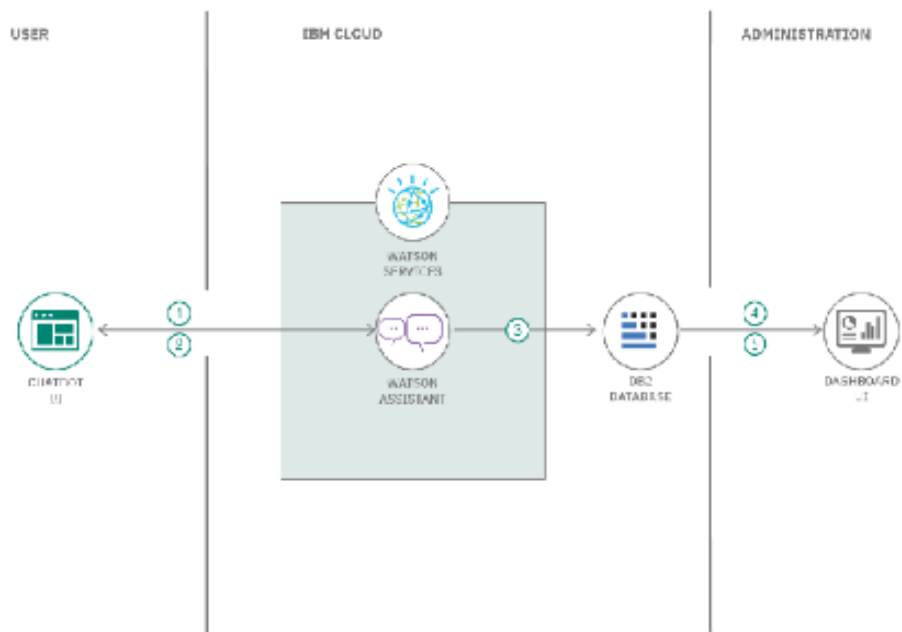 USER
IBM CLOUD
ADMINISTRATION
WATSON
SERVICES
1
2
3
4
5
CHATBOT
UI
WATSON
ASSISTANT
DB2
DATABASE
DASHBOARD
UI